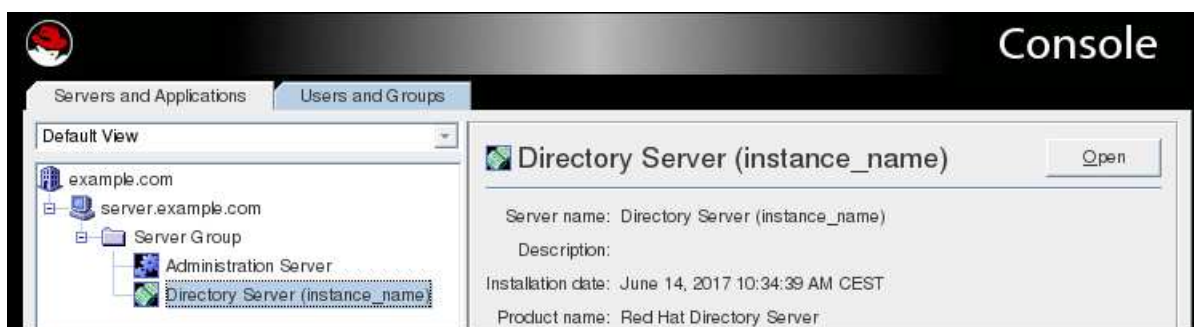 Console
Servers and Applications
Users and Groups
Default View
example.com
server.example.com
Server Group
Administration Server
Directory Server (instance_name)
Directory Server (instance_name)
Open
Server name: Directory Server (instance_name)
Description:
Installation date: June 14, 2017 10:34:39 AM CEST
Product name: Red Hat Directory Server